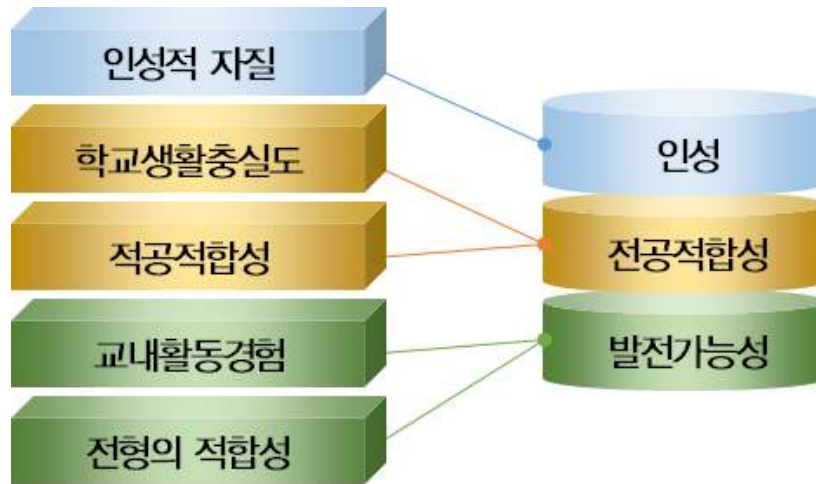 인성적 자질
학교생활충실도
적공적합성
교내활동경험
전형의 적합성
인성
전공적합성
발전가능성